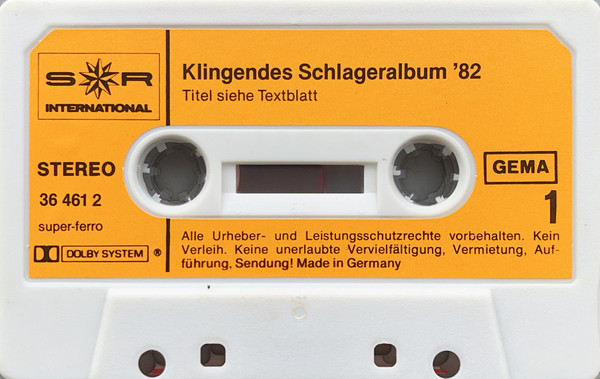 S R
INTERNATIONAL
Klingendes Schlageralbum '82
Titel siehe Textblatt
STEREO
36 461 2
super-ferro
DOLBY SYSTEM ®
GEMA
1
Alle Urheber- und Leistungsschutzrechte vorbehalten. Kein
Verleih. Keine unerlaubte Vervielfältigung, Vermietung, Auf-
führung, Sendung! Made in Germany